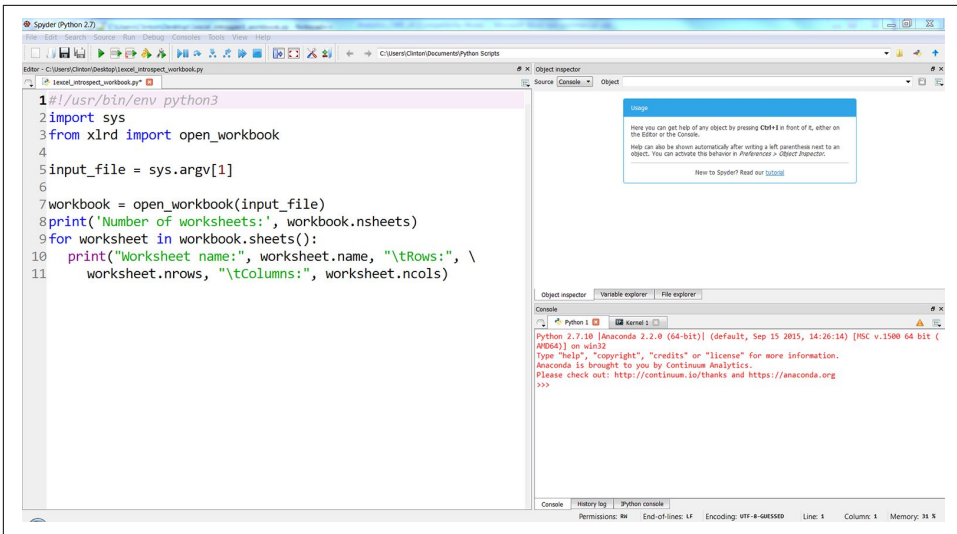 Spyder (Python 2.7)
File Edit Search Source Run Debug Consoles Tools View Help
C:\Users\Clinton\Documents\Python Scripts
Editor - C:\Users\Clinton\Desktop\1excel_introspect_workbook.py
1excel_introspect_workbook.py*
1 #!/usr/bin/env python3
2 import sys
3 from xlrd import open_workbook
4
5 input_file = sys.argv[1]
6
7 workbook = open_workbook(input_file)
8 print('Number of worksheets:', workbook.nsheets)
9 for worksheet in workbook.sheets():
10 print("Worksheet name:", worksheet.name, "\tRows:", \
11 worksheet.nrows, "\tColumns:", worksheet.ncols)
Object inspector
Source Console Object
Usage
Here you can get help of any object by pressing Ctrl+I in front of it, either on
the Editor or the Console.
Help can also be shown automatically after writing a left parenthesis next to an
object. You can activate this behavior in Preferences > Object Inspector.
New to Spyder? Read our tutorial
Object inspector Variable explorer File explorer
Console
Python 1 Kernel 1
Python 2.7.10 |Anaconda 2.2.0 (64-bit)| (default, Sep 15 2015, 14:26:14) [MSC v.1500 64 bit (
AMD64)] on win32
Type "help", "copyright", "credits" or "license" for more information.
Anaconda is brought to you by Continuum Analytics.
Please check out: http://continuum.io/thanks and https://anaconda.org
>>>
Console History log IPython console
Permissions: RW End-of-lines: LF Encoding: UTF-8-GUESSED Line: 1 Column: 1 Memory: 31 %